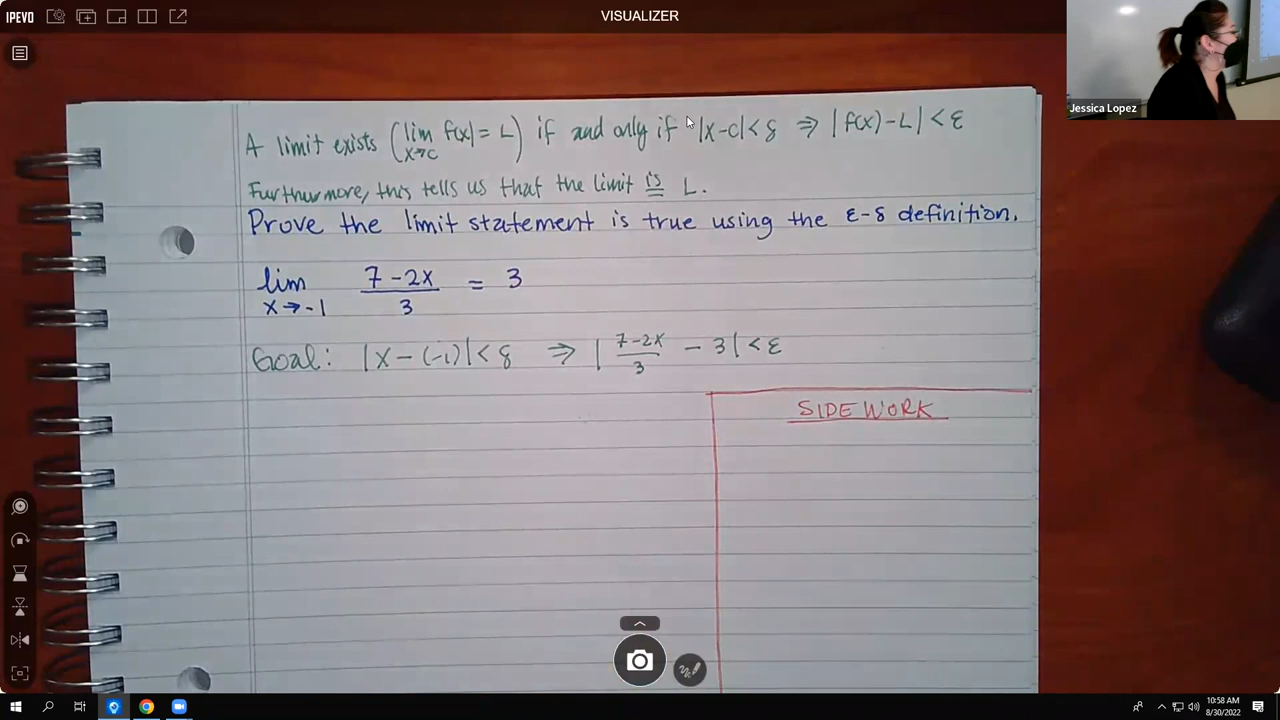 IPEVO
VISUALIZER
Jessica Lopez
A limit exists (lim x→c f(x) = L) if and only if |x-c|<δ ⇒ |f(x)-L|<ε
Furthermore, this tells us that the limit is L.
Prove the limit statement is true using the ε-δ definition.
lim x→-1 7-2x/3 = 3
Goal: |x-(-1)|<δ ⇒ |7-2x/3 - 3|<ε
SIDE WORK
10:58 AM
8/30/2022